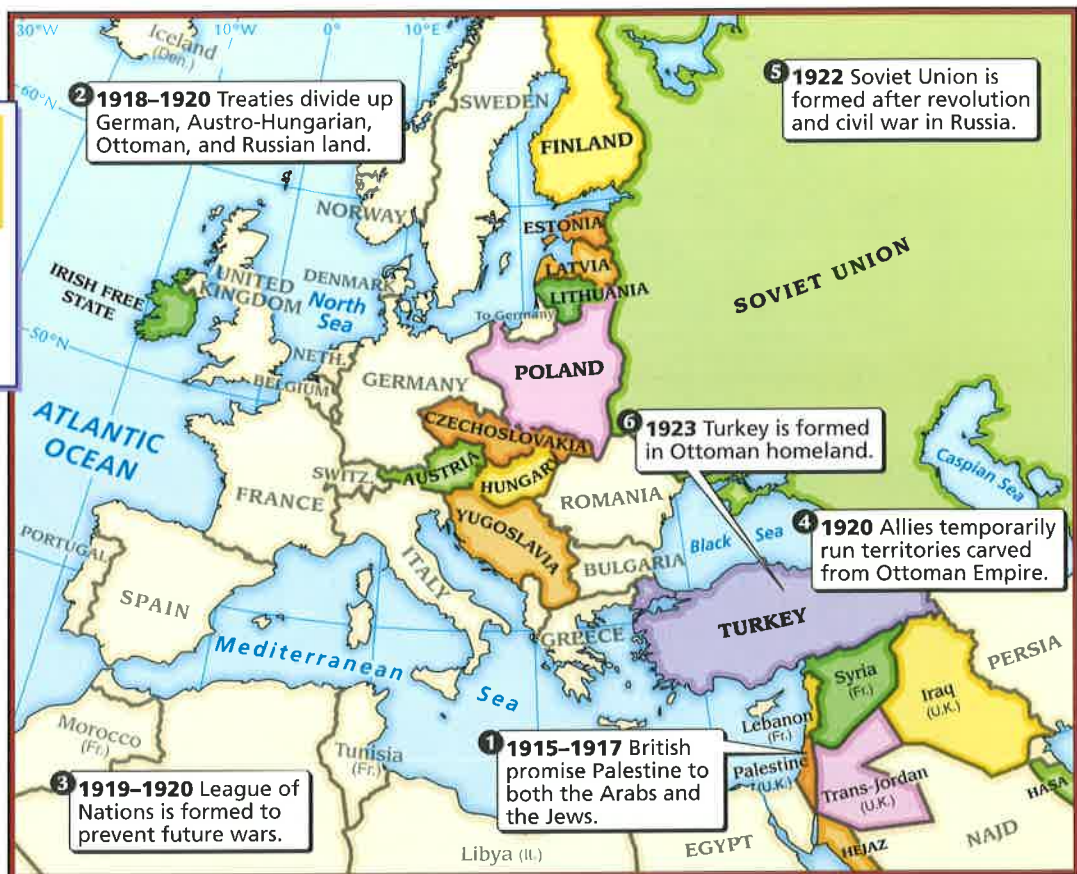 30°W
10°W
0°
10°E
Iceland
(Den.)
60°N
2 1918–1920 Treaties divide up
German, Austro-Hungarian,
Ottoman, and Russian land.
5 1922 Soviet Union is
formed after revolution
and civil war in Russia.
SWEDEN
FINLAND
NORWAY
ESTONIA
LATVIA
LITHUANIA
SOVIET UNION
IRISH FREE
STATE
UNITED
KINGDOM
DENMARK
North
Sea
To Germany
50°N
NETH.
BELGIUM
GERMANY
POLAND
ATLANTIC
OCEAN
CZECHOSLOVAKIA
6 1923 Turkey is formed
in Ottoman homeland.
SWITZ.
AUSTRIA
HUNGARY
FRANCE
ROMANIA
Caspian Sea
YUGOSLAVIA
4 1920 Allies temporarily
run territories carved
from Ottoman Empire.
Black Sea
PORTUGAL
SPAIN
ITALY
BULGARIA
GREECE
TURKEY
PERSIA
Mediterranean
Sea
Syria
(Fr.)
Iraq
(U.K.)
Lebanon
(Fr.)
Morocco
(Fr.)
Tunisia
(Fr.)
1 1915–1917 British
promise Palestine to
both the Arabs and
the Jews.
Palestine
(U.K.)
Trans-Jordan
(U.K.)
HASA
3 1919–1920 League of
Nations is formed to
prevent future wars.
Libya (It.)
EGYPT
HEJAZ
NAJD